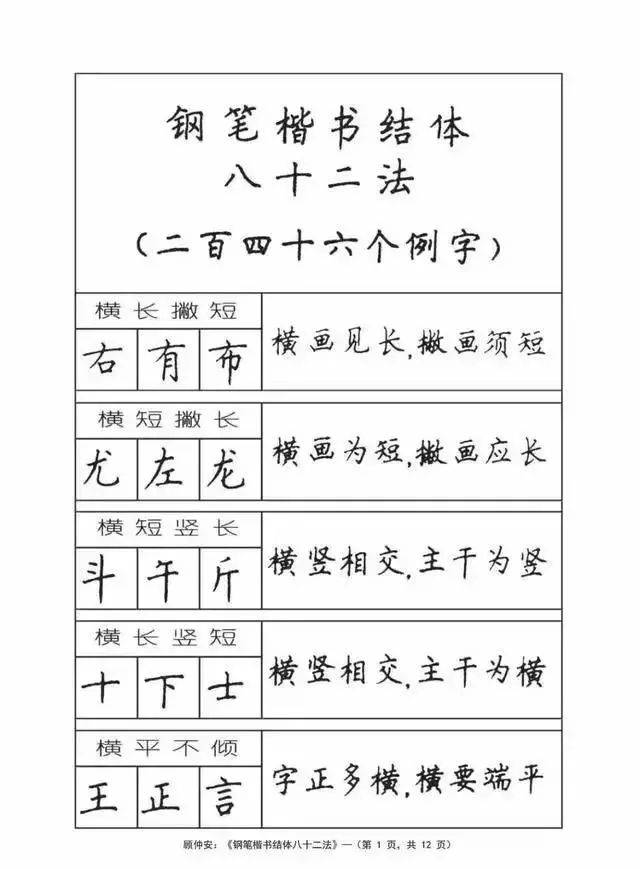 钢笔楷书结体
八十二法
（二百四十六个例字）
横长撇短
右有布
横画见长,撇画须短
横短撇长
尤左龙
横画为短,撇画应长
横短竖长
斗午斤
横竖相交,主干为竖
横长竖短
十下士
横竖相交,主干为横
横平不倾
王正言
字正多横,横要端平
顾仲安：《钢笔楷书结体八十二法》—（第 1 页，共 12 页）